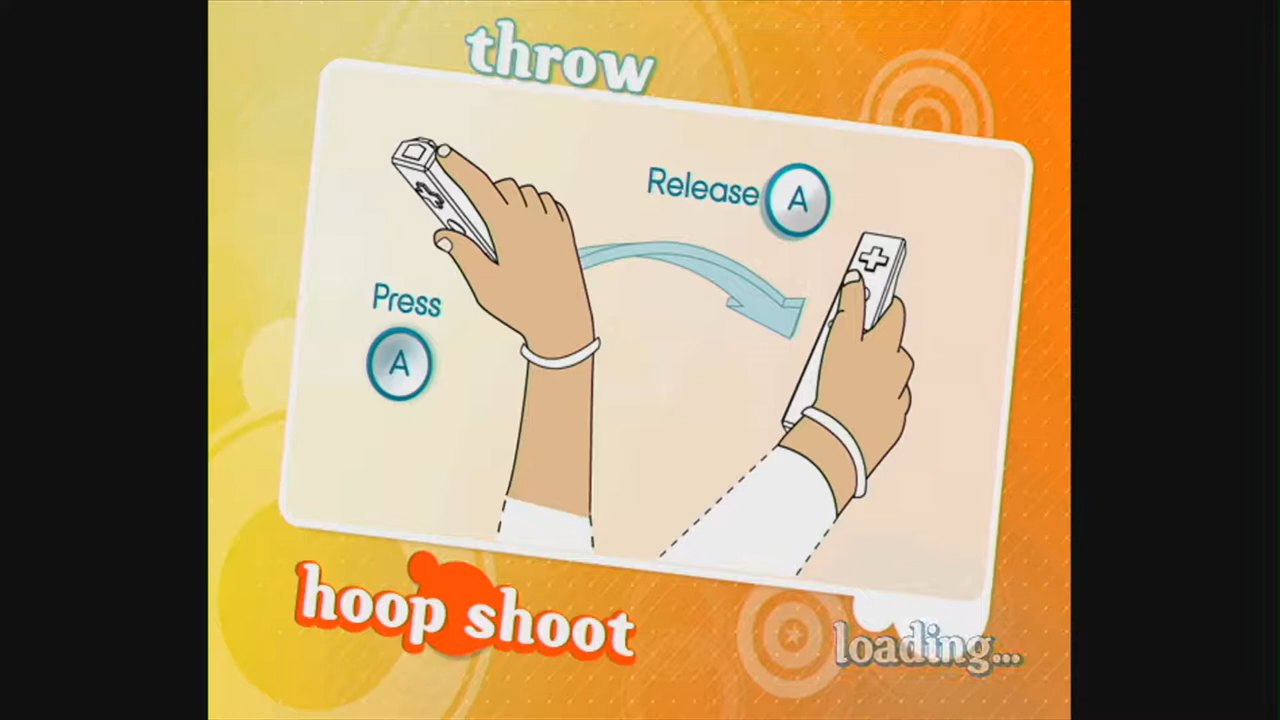 throw
Release A
Press
A
hoop shoot
loading...